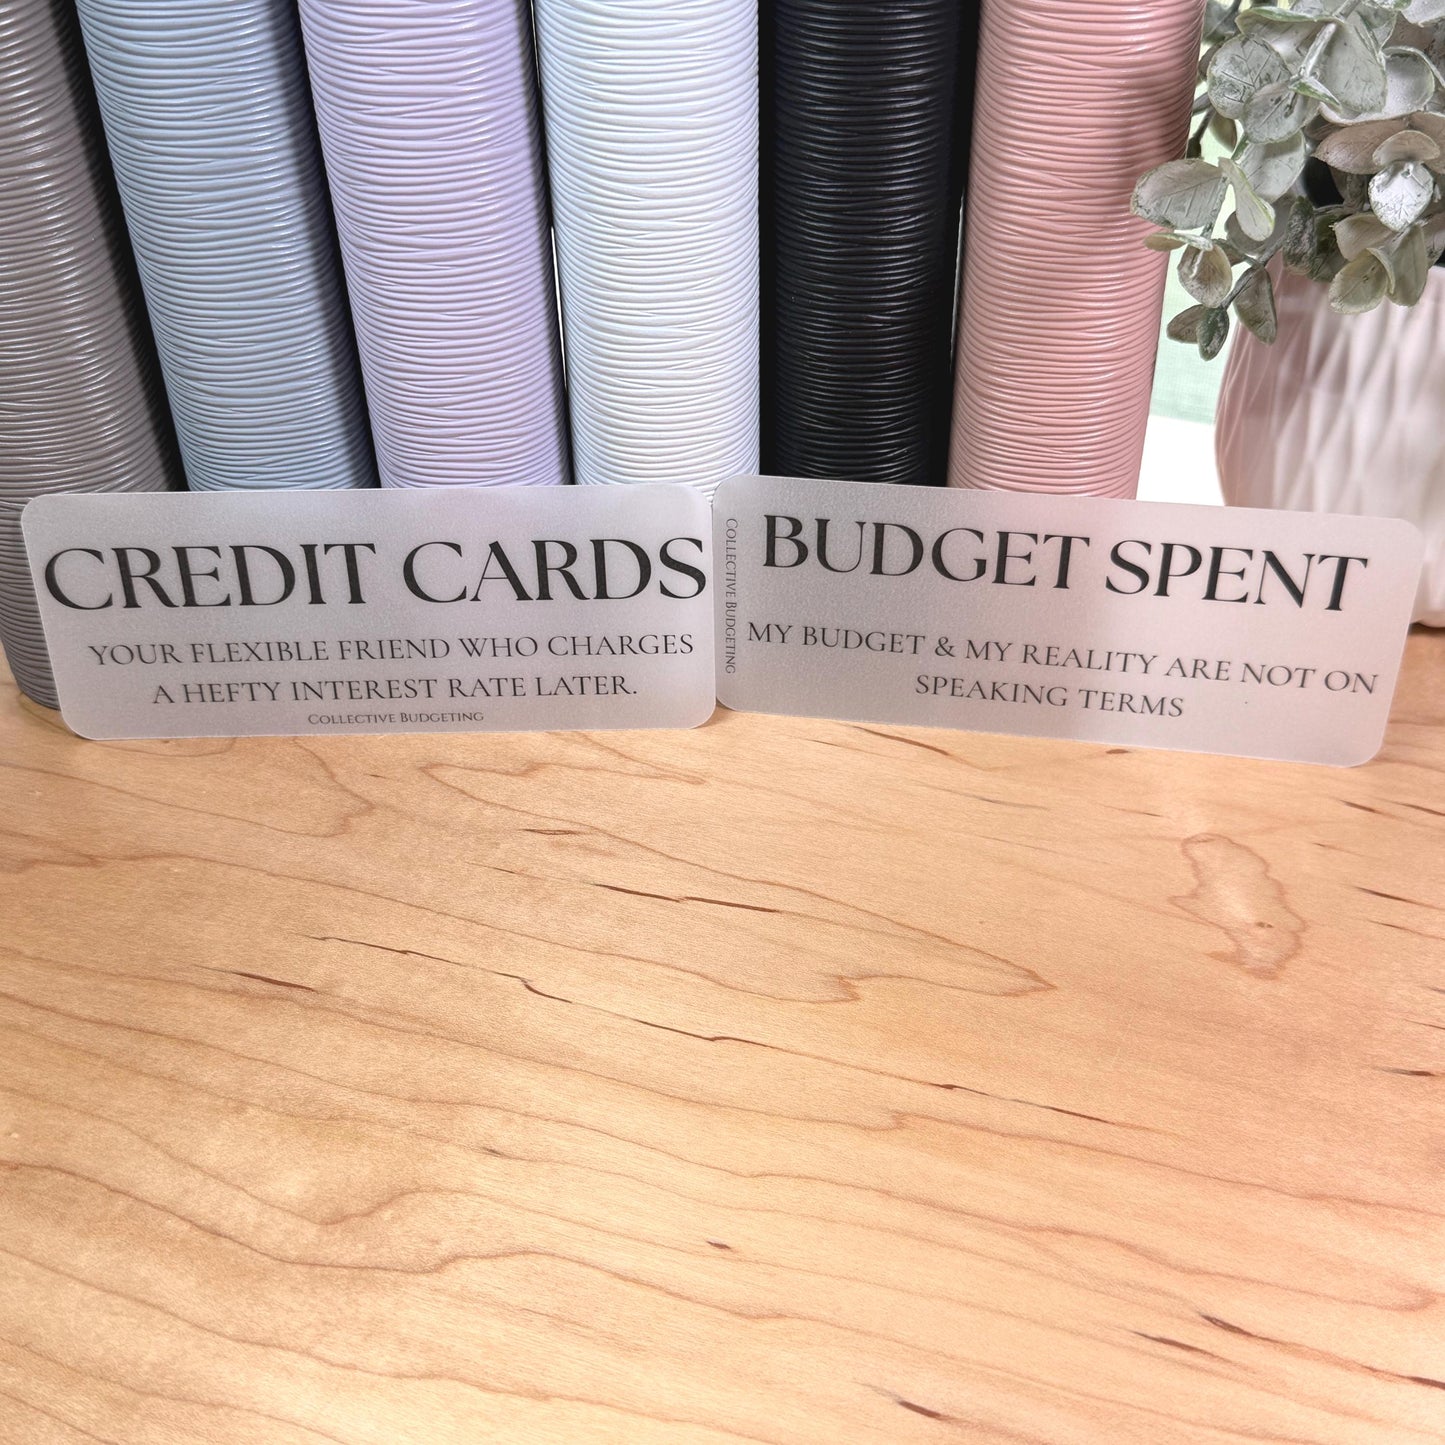 CREDIT CARDS
YOUR FLEXIBLE FRIEND WHO CHARGES
A HEFTY INTEREST RATE LATER.
COLLECTIVE BUDGETING
COLLECTIVE BUDGETING
BUDGET SPENT
MY BUDGET & MY REALITY ARE NOT ON
SPEAKING TERMS